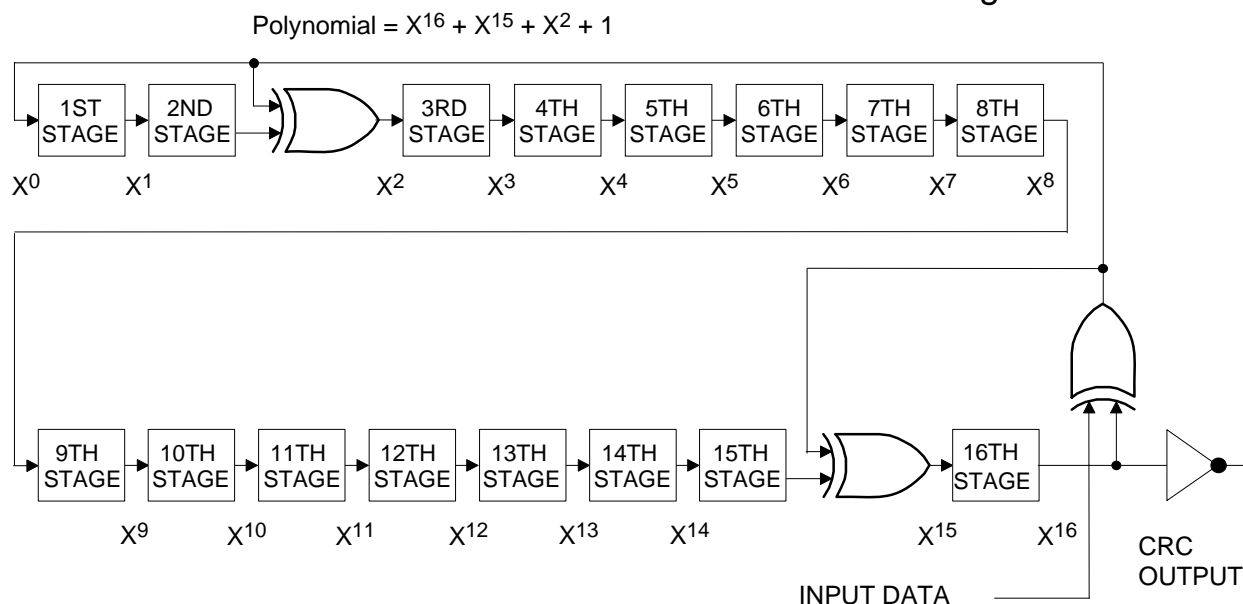 Polynomial = X16 + X15 + X2 + 1
1ST
STAGE
2ND
STAGE
3RD
STAGE
4TH
STAGE
5TH
STAGE
6TH
STAGE
7TH
STAGE
8TH
STAGE
X0
X1
X2
X3
X4
X5
X6
X7
X8
9TH
STAGE
10TH
STAGE
11TH
STAGE
12TH
STAGE
13TH
STAGE
14TH
STAGE
15TH
STAGE
16TH
STAGE
X9
X10
X11
X12
X13
X14
X15
X16
CRC
OUTPUT
INPUT DATA